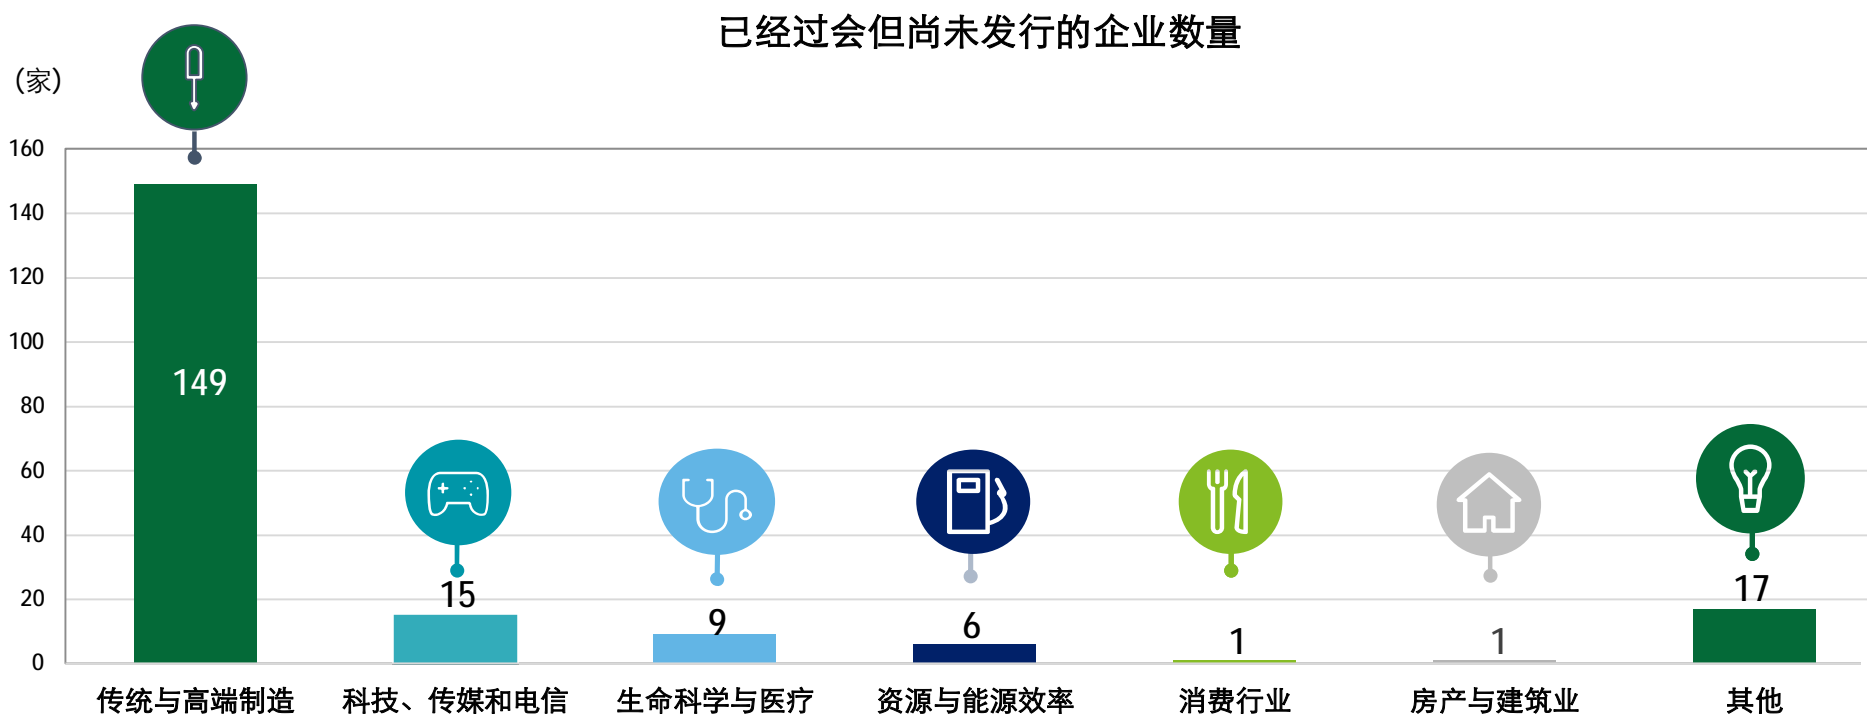 已经过会但尚未发行的企业数量
(家)
160
140
120
100
80
60
40
20
0
149
15
9
6
1
1
17
传统与高端制造
科技、传媒和电信
生命科学与医疗
资源与能源效率
消费行业
房产与建筑业
其他